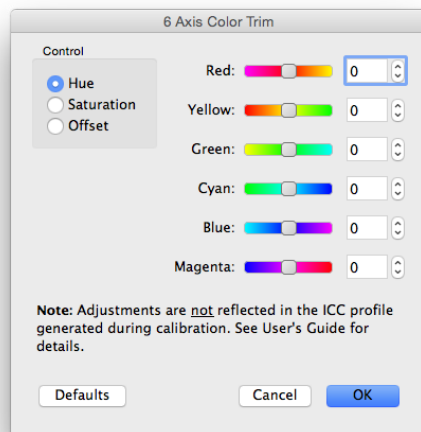 6 Axis Color Trim
Control
Hue
Saturation
Offset
Red: 0
Yellow: 0
Green: 0
Cyan: 0
Blue: 0
Magenta: 0
Note: Adjustments are not reflected in the ICC profile
generated during calibration. See User's Guide for
details.
Defaults Cancel OK